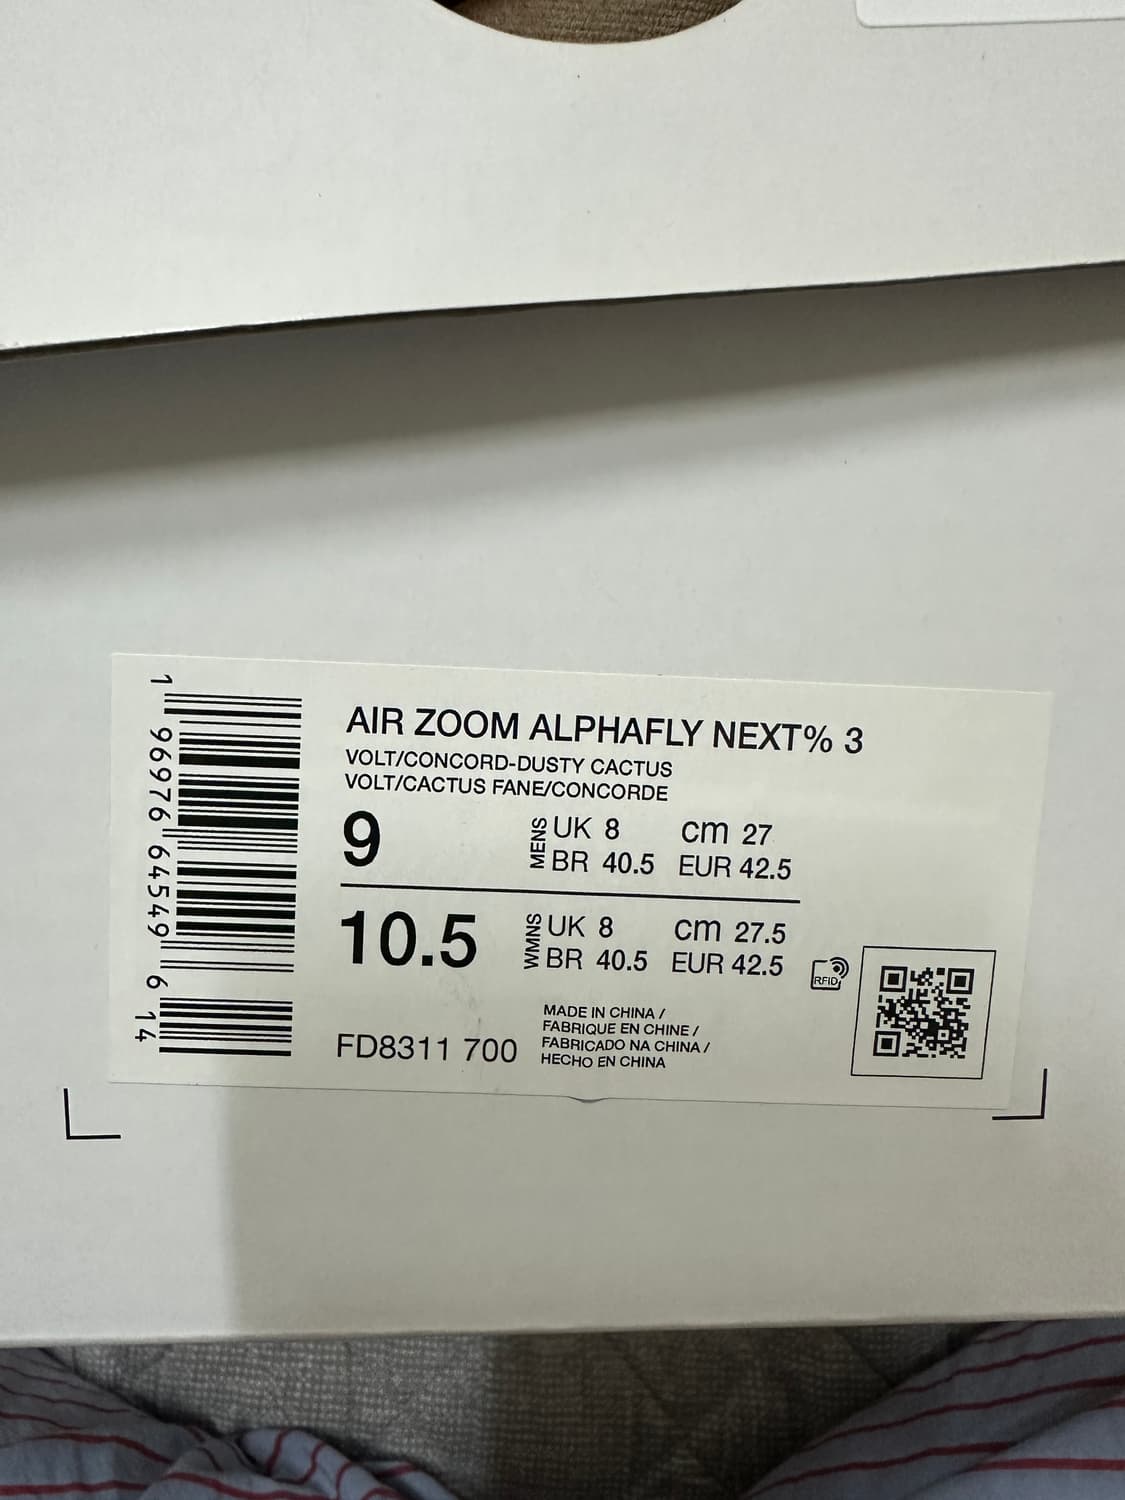 AIR ZOOM ALPHAFLY NEXT% 3
VOLT/CONCORD-DUSTY CACTUS
VOLT/CACTUS FANE/CONCORDE
9 MENS UK 8 cm 27
BR 40.5 EUR 42.5
10.5 WMNS UK 8 cm 27.5
BR 40.5 EUR 42.5
RFID
MADE IN CHINA /
FABRIQUE EN CHINE /
FABRICADO NA CHINA /
HECHO EN CHINA
FD8311 700
1 96976 64549 6 14